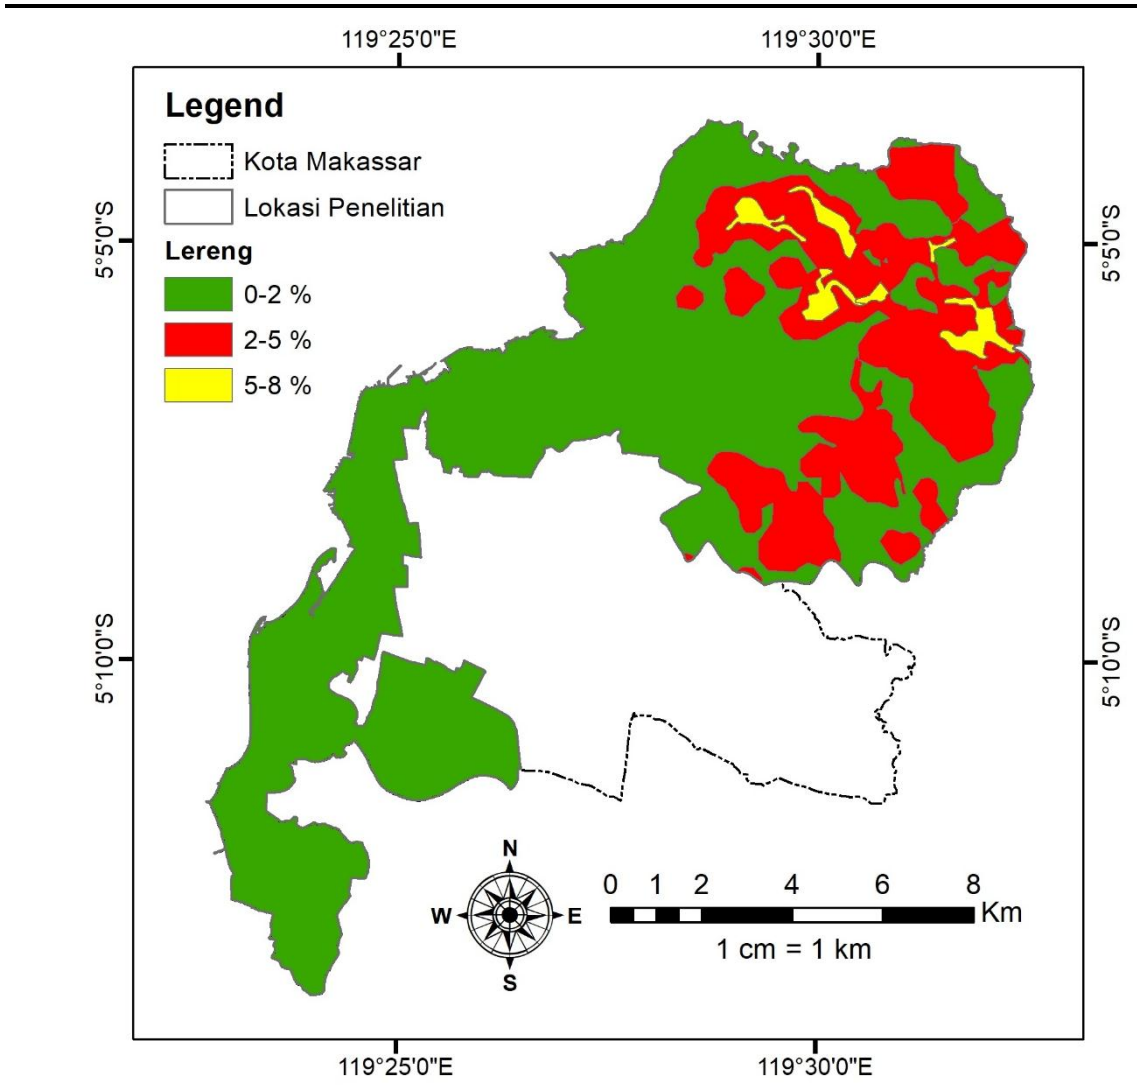 119°25'0"E
119°30'0"E
Legend
Kota Makassar
Lokasi Penelitian
Lereng
0-2 %
2-5 %
5-8 %
5°5'0"S
5°5'0"S
5°10'0"S
5°10'0"S
N
W
E
S
0 1 2 4 6 8
Km
1 cm = 1 km
119°25'0"E
119°30'0"E